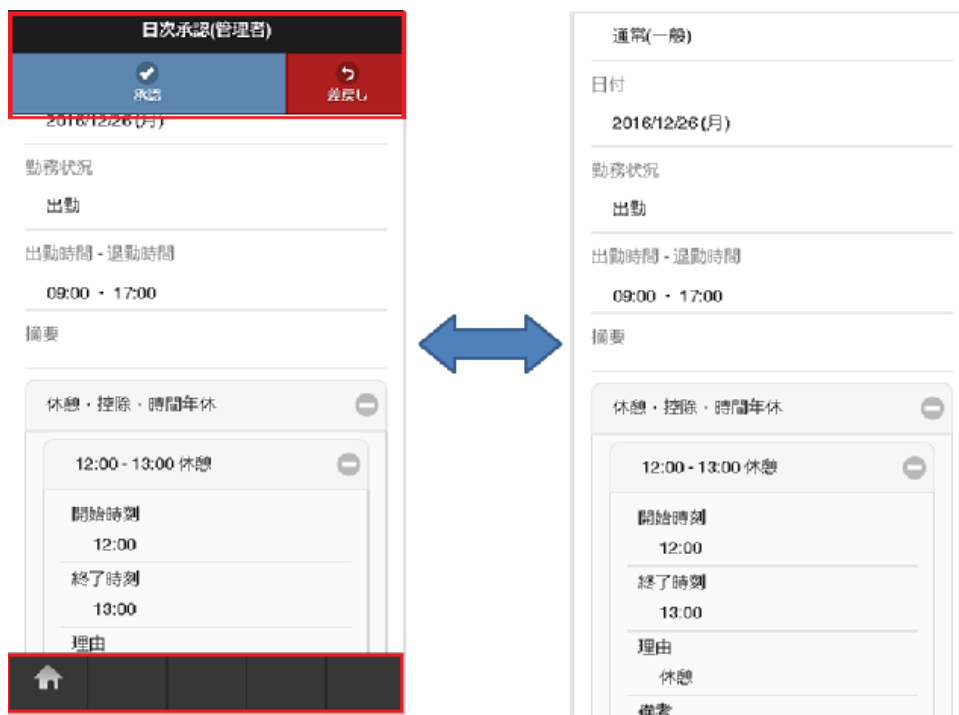 日次承認(管理者)
承認
差戻し
2016/12/26(月)
勤務状況
出勤
出勤時間 - 退勤時間
09:00 - 17:00
摘要
休憩・控除・時間年休
12:00 - 13:00 休憩
開始時刻
12:00
終了時刻
13:00
理由
通常(一般)
日付
2016/12/26(月)
勤務状況
出勤
出勤時間 - 退勤時間
09:00 - 17:00
摘要
休憩・控除・時間年休
12:00 - 13:00 休憩
開始時刻
12:00
終了時刻
13:00
理由
休憩
備考